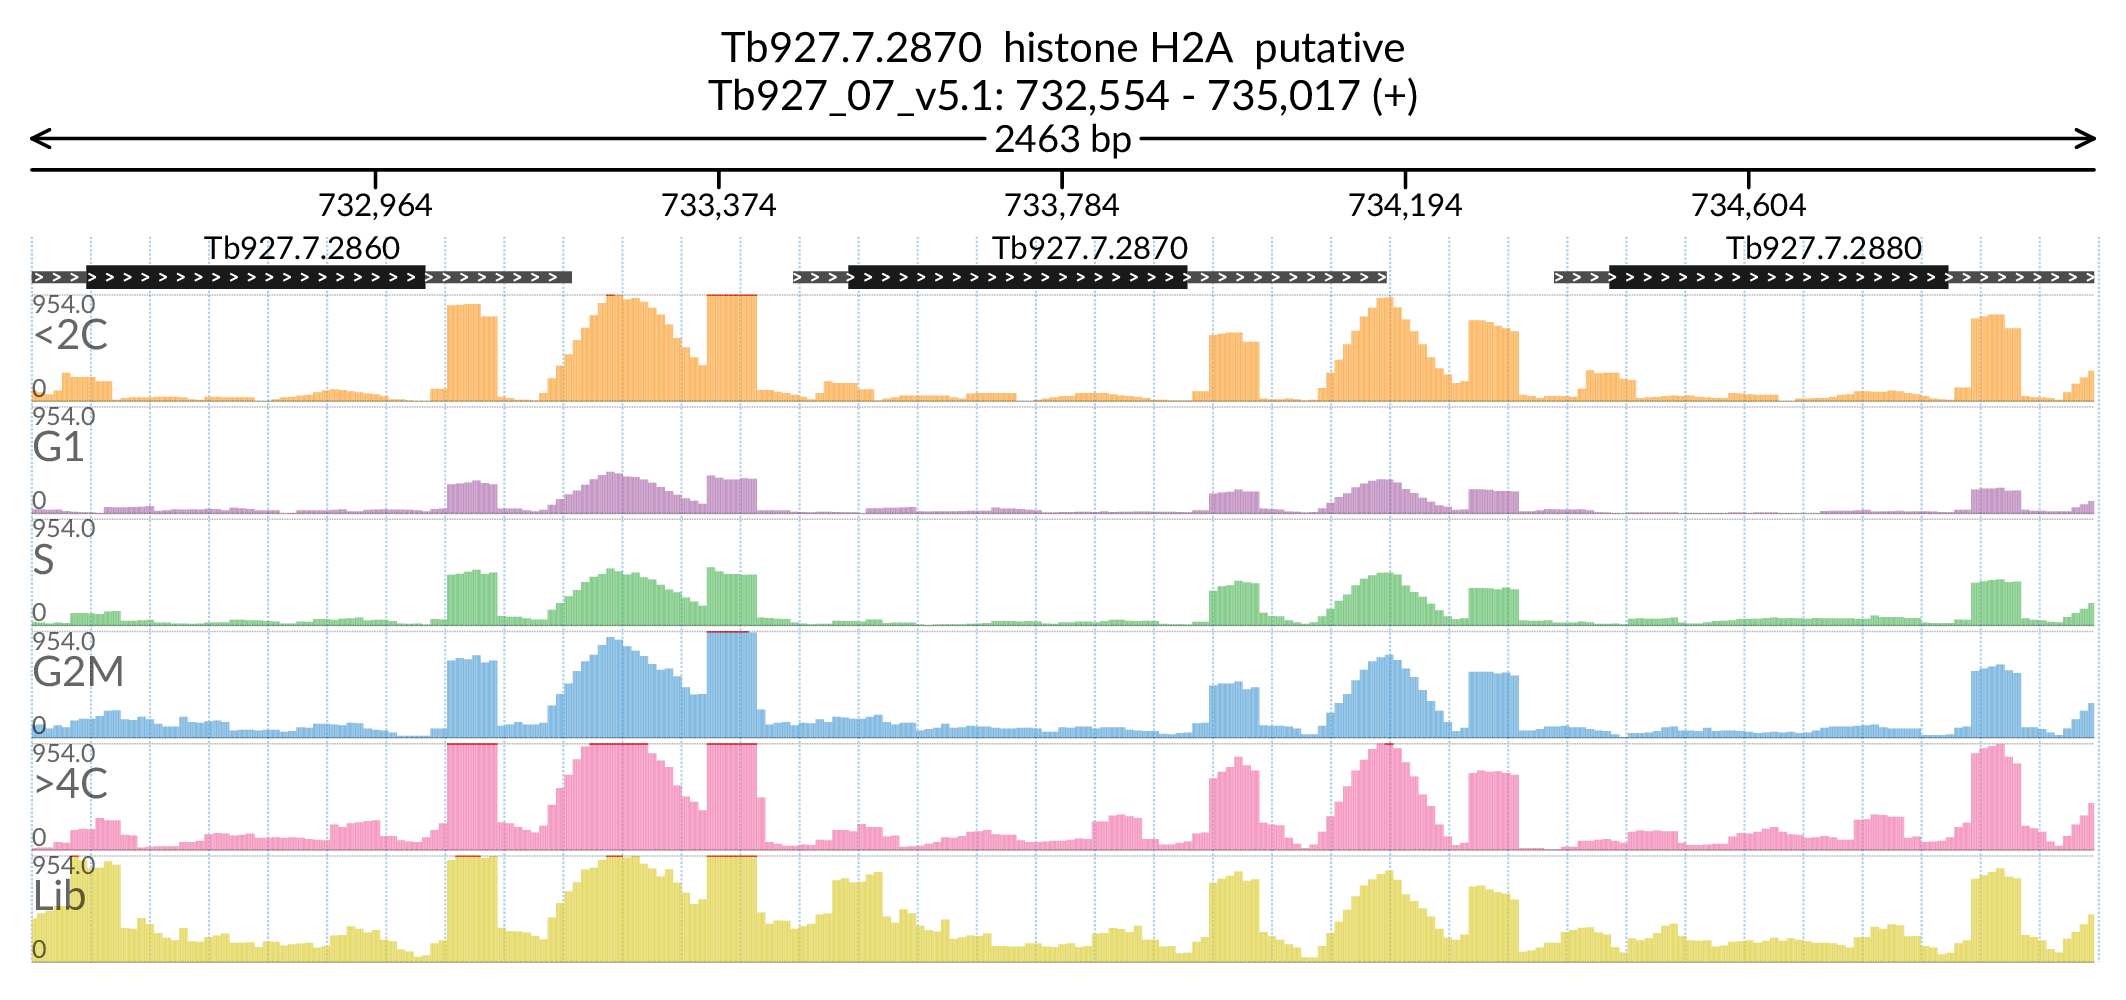 Tb927.7.2870  histone H2A  putative
Tb927_07_v5.1: 732,554 - 735,017 (+)
2463 bp
732,964 733,374 733,784 734,194 734,604
Tb927.7.2860 Tb927.7.2870 Tb927.7.2880
954.0
<2C
0
954.0
G1
0
954.0
S
0
954.0
G2M
0
954.0
>4C
0
954.0
Lib
0